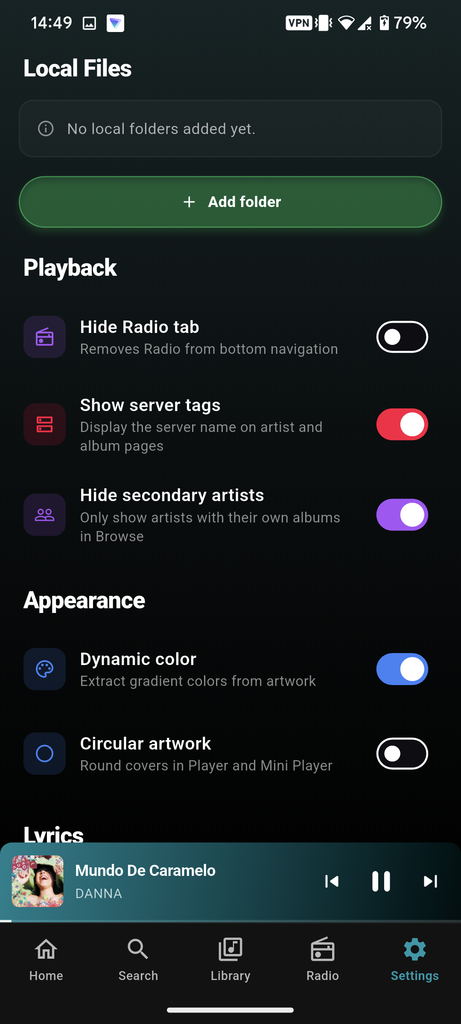 14:49
VPN
79%
Local Files
No local folders added yet.
+ Add folder
Playback
Hide Radio tab
Removes Radio from bottom navigation
Show server tags
Display the server name on artist and
album pages
Hide secondary artists
Only show artists with their own albums
in Browse
Appearance
Dynamic color
Extract gradient colors from artwork
Circular artwork
Round covers in Player and Mini Player
Lyrics
Mundo De Caramelo
DANNA
Home
Search
Library
Radio
Settings